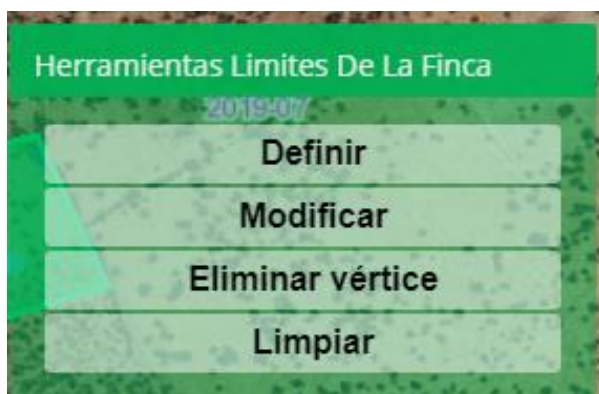 Herramientas Limites De La Finca
2019-07
Definir
Modificar
Eliminar vértice
Limpiar